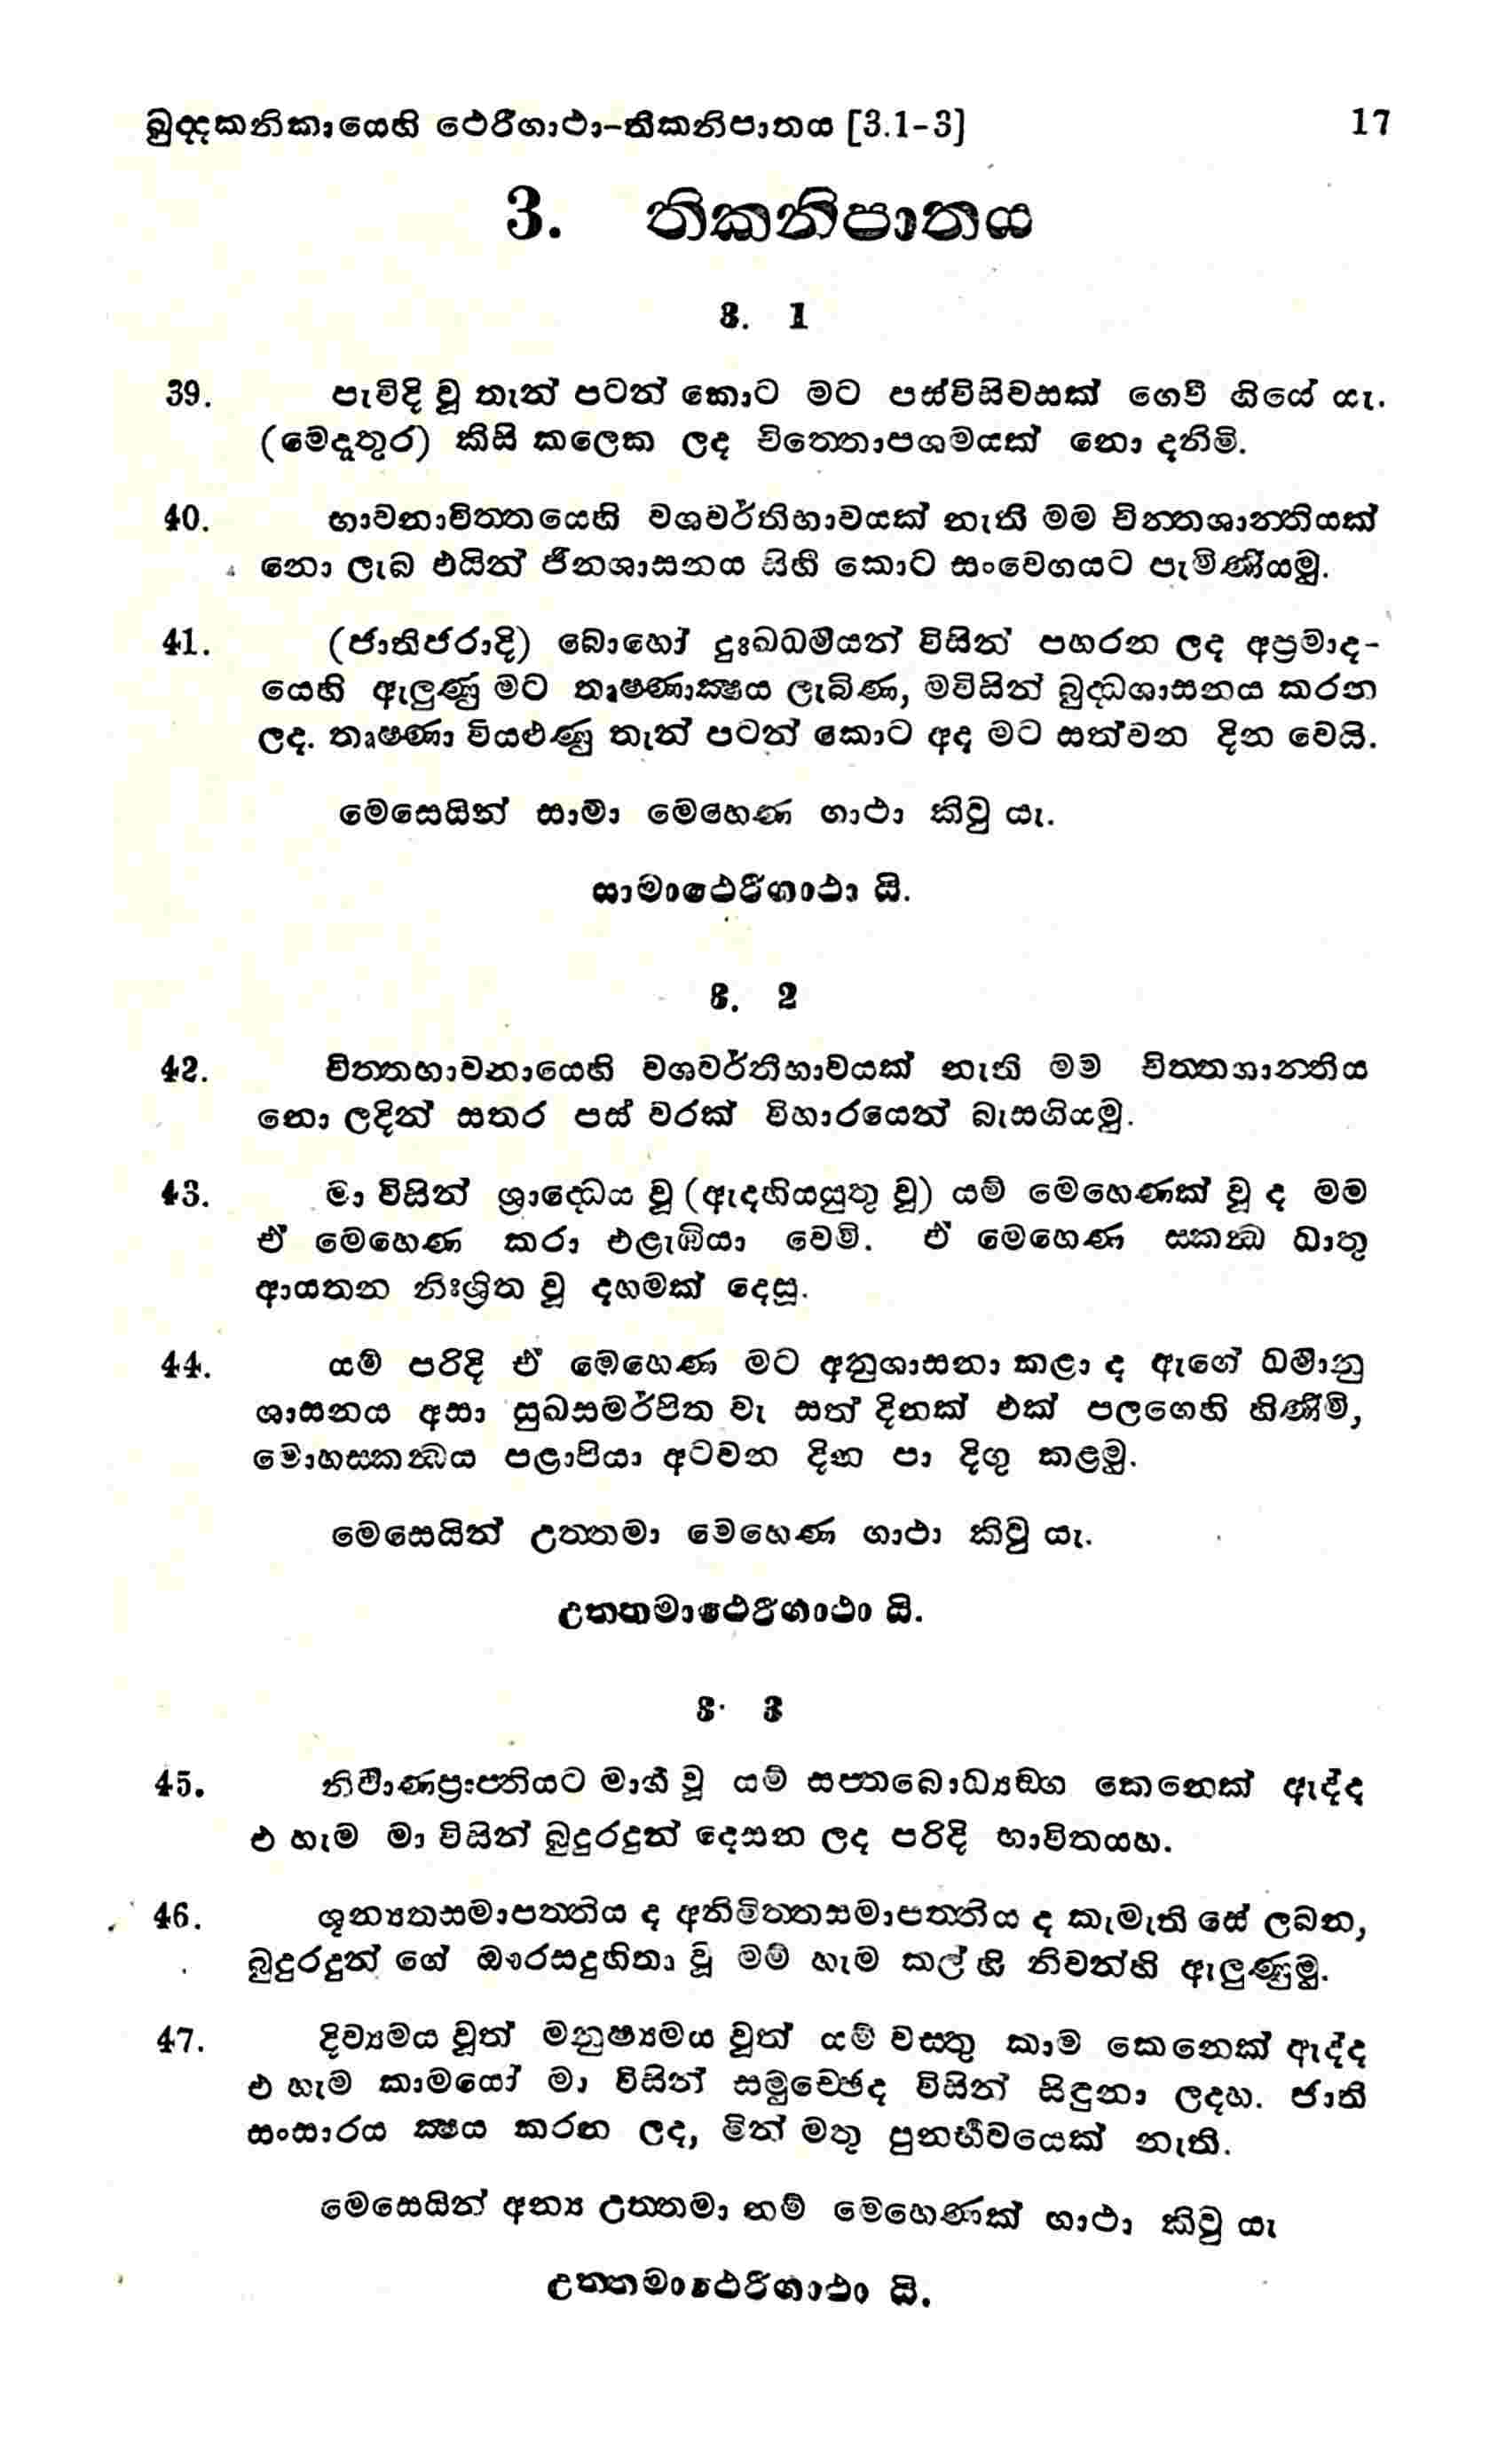 ඛුද්දකනිකායෙහි ථෙරීගාථා-තිකනිපාතය [3.1-3] 17
3. තිකනිපාතය
3. 1
39. පැවිදි වූ තැන් පටන් කොට මට පස්විසිවසක් ගෙවී ගියේ යැ.
(මෙදූතුර) කිසි කලෙක ලද චිත්තොපශමයක් නො දනිමි.
40. භාවනාචිත්තයෙහි වශවර්තිභාවයක් නැති මම චිත්තශාන්තියක්
නො ලැබ එයින් ජිනශාසනය සිහි කොට සංවෙගයට පැමිණියමු.
41. (ජාතිජරාදි) බොහෝ දුඃඛධර්මයන් විසින් පහරන ලද අප්‍රමාද-
යෙහි ඇලුණු මට තෘෂ්ණාක්ෂය ලැබිණ, මවිසින් බුද්ධශාසනය කරන
ලද. තෘෂ්ණා වියළුණු තැන් පටන් කොට අද මට සත්වන දින වෙයි.
මෙසෙයින් සාමා මෙහෙණ ගාථා කිවු යැ.
සාමාථෙරීගාථා යි.
3. 2
42. චිත්තභාවනායෙහි වශවර්තීභාවයක් නැති මම චිත්තශාන්තිය
නො ලදින් සතර පස් වරක් විහාරයෙන් බැසගියමු.
43. මා විසින් ශ්‍රාද්ධෙය වූ (ඇදහියයුතු වූ) යම් මෙහෙණක් වූ ද මම
ඒ මෙහෙණ කරා එළැඹියා වෙමි. ඒ මෙහෙණ ස්කන්ධ ධාතු
ආයතන නිඃශ්‍රිත වූ දහමක් දෙසූ.
44. යම් පරිදි ඒ මෙහෙණ මට අනුශාසනා කළා ද ඇගේ ධර්මානු
ශාසනය අසා සුඛසමර්පිත වැ සත් දිනක් එක් පලගෙහි හිණිමි,
මොහස්කන්ධය පළාපියා අටවන දින පා දිගු කළමු.
මෙසෙයින් උත්තමා මෙහෙණ ගාථා කිවු යැ.
උත්තමාථෙරීගාථා යි.
3. 3
45. නිර්වාණප්‍රාප්තියට මාර්ග වූ යම් සප්තබොධ්‍යඞ්ග කෙනෙක් ඇද්ද
එ හැම මා විසින් බුදුරදුන් දෙසන ලද පරිදි භාවිතයහ.
46. ශූන්‍යතසමාපත්තිය ද අනිමිත්තසමාපත්තිය ද කැමැති සේ ලබන,
බුදුරදුන් ගේ ඖරසදුහිතා වූ මම් හැම කල් හි නිවන්හි ඇලුණුමු.
47. දිව්‍යමය වූත් මනුෂ්‍යමය වූත් යම් වස්තු කාම කෙනෙක් ඇද්ද
එ හැම කාමයෝ මා විසින් සමුච්ඡෙද විසින් සිඳුනා ලදහ. ජාති
සංසාරය ක්ෂය කරන ලද, මින් මතු පුනර්භවයෙක් නැති.
මෙසෙයින් අන්‍ය උත්තමා නම් මෙහෙණක් ගාථා කිවු යැ
උත්තමාථෙරීගාථා යි.